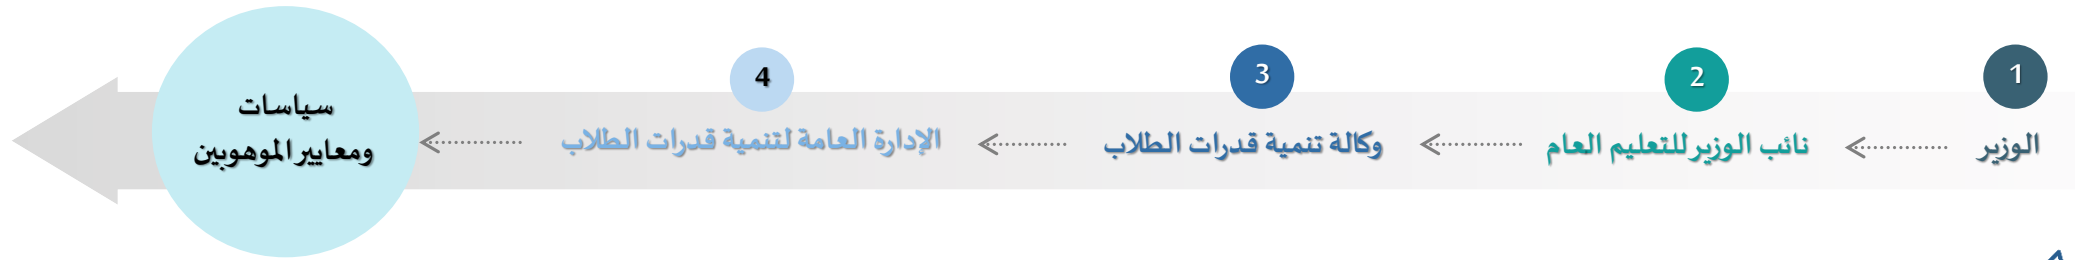 1
الوزير
2
نائب الوزير للتعليم العام
3
وكالة تنمية قدرات الطلاب
4
الإدارة العامة لتنمية قدرات الطلاب
سياسات
ومعايير الموهوبين